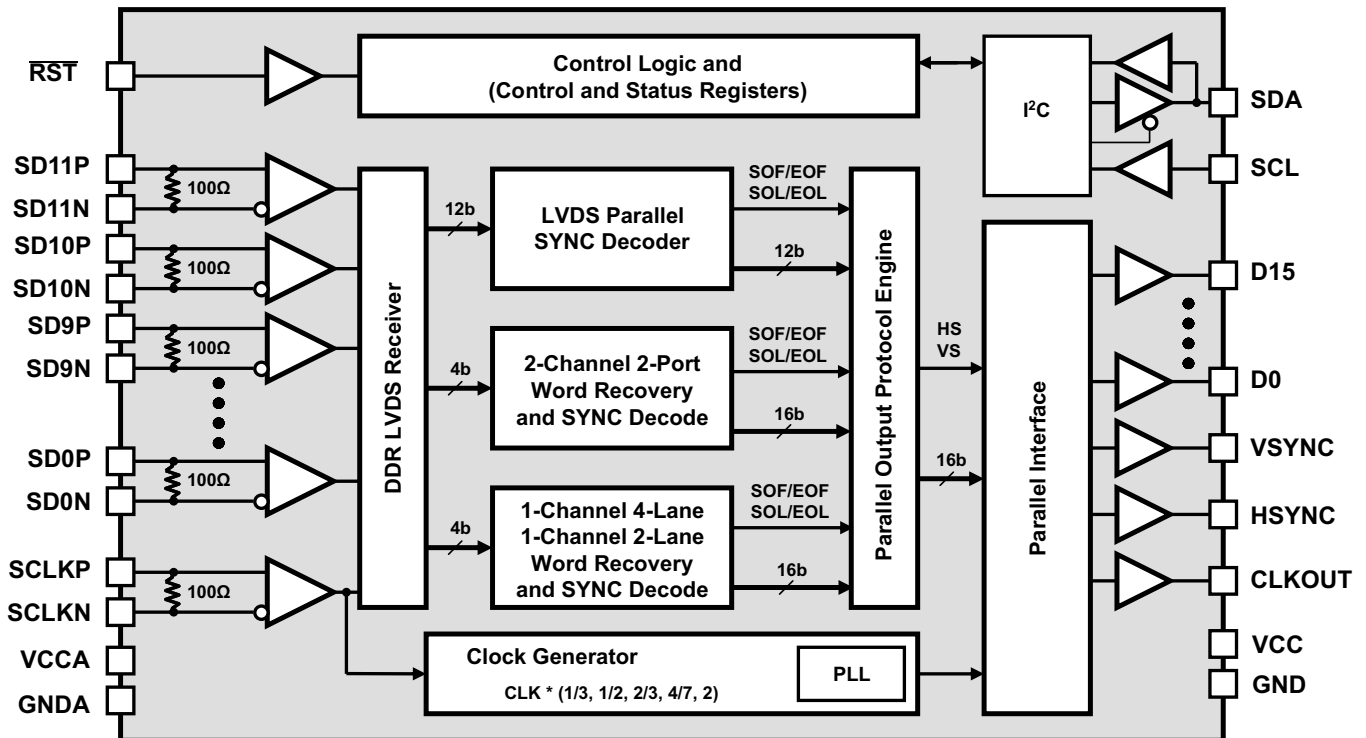 RST
SD11P
SD11N
SD10P
SD10N
SD9P
SD9N
SD0P
SD0N
SCLKP
SCLKN
VCCA
GNDA
100Ω
100Ω
100Ω
100Ω
100Ω
Control Logic and
(Control and Status Registers)
DDR LVDS Receiver
12b
4b
4b
LVDS Parallel
SYNC Decoder
2-Channel 2-Port
Word Recovery
and SYNC Decode
1-Channel 4-Lane
1-Channel 2-Lane
Word Recovery
and SYNC Decode
Clock Generator
CLK * (1/3, 1/2, 2/3, 4/7, 2)
PLL
SOF/EOF
SOL/EOL
12b
SOF/EOF
SOL/EOL
16b
SOF/EOF
SOL/EOL
16b
Parallel Output Protocol Engine
HS
VS
16b
I²C
Parallel Interface
SDA
SCL
D15
D0
VSYNC
HSYNC
CLKOUT
VCC
GND